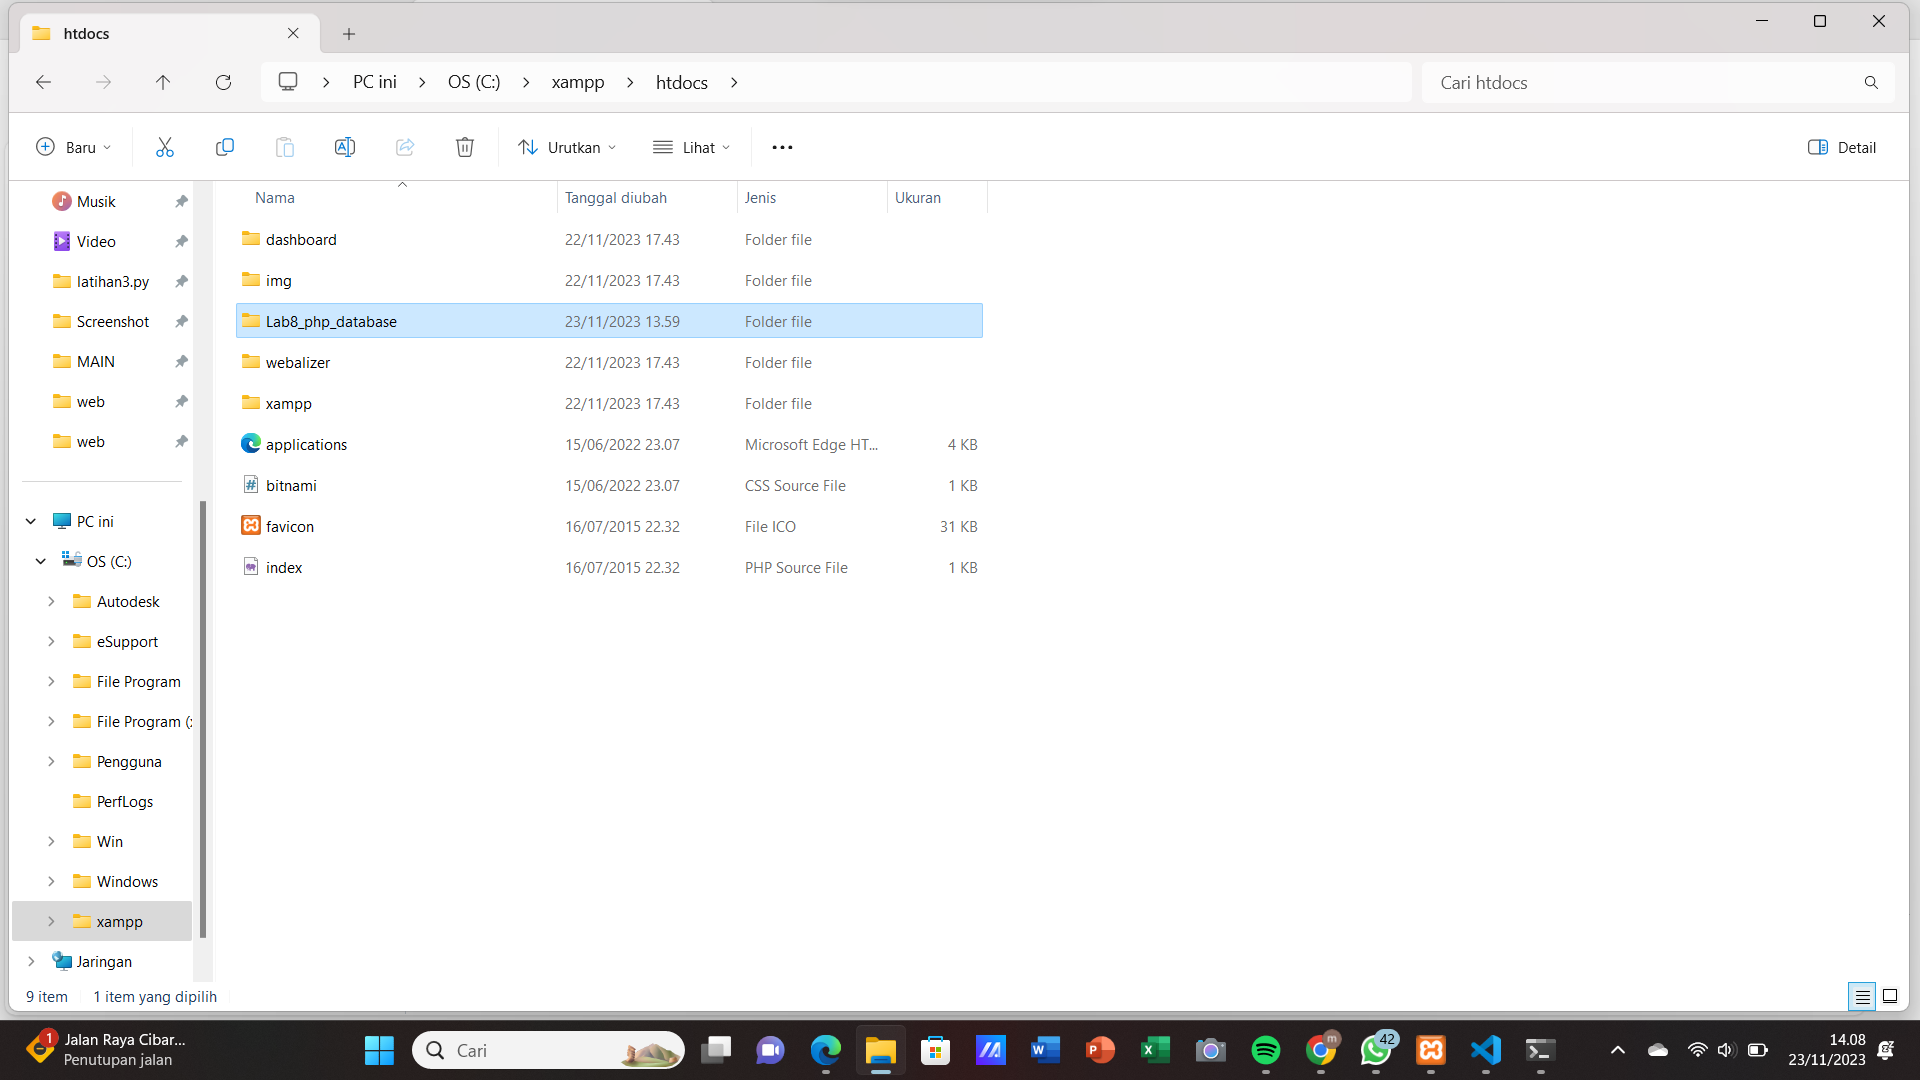 htdocs
PC ini
OS (C:)
xampp
htdocs
Cari htdocs
Baru
Urutkan
Lihat
Detail
Musik
Video
latihan3.py
Screenshot
MAIN
web
web
PC ini
OS (C:)
Autodesk
eSupport
File Program
File Program (
Pengguna
PerfLogs
Win
Windows
xampp
Jaringan
Nama Tanggal diubah Jenis Ukuran
dashboard 22/11/2023 17.43 Folder file
img 22/11/2023 17.43 Folder file
Lab8_php_database 23/11/2023 13.59 Folder file
webalizer 22/11/2023 17.43 Folder file
xampp 22/11/2023 17.43 Folder file
applications 15/06/2022 23.07 Microsoft Edge HT... 4 KB
bitnami 15/06/2022 23.07 CSS Source File 1 KB
favicon 16/07/2015 22.32 File ICO 31 KB
index 16/07/2015 22.32 PHP Source File 1 KB
9 item 1 item yang dipilih
1
Jalan Raya Cibar...
Penutupan jalan
Cari
m
42
14.08
23/11/2023